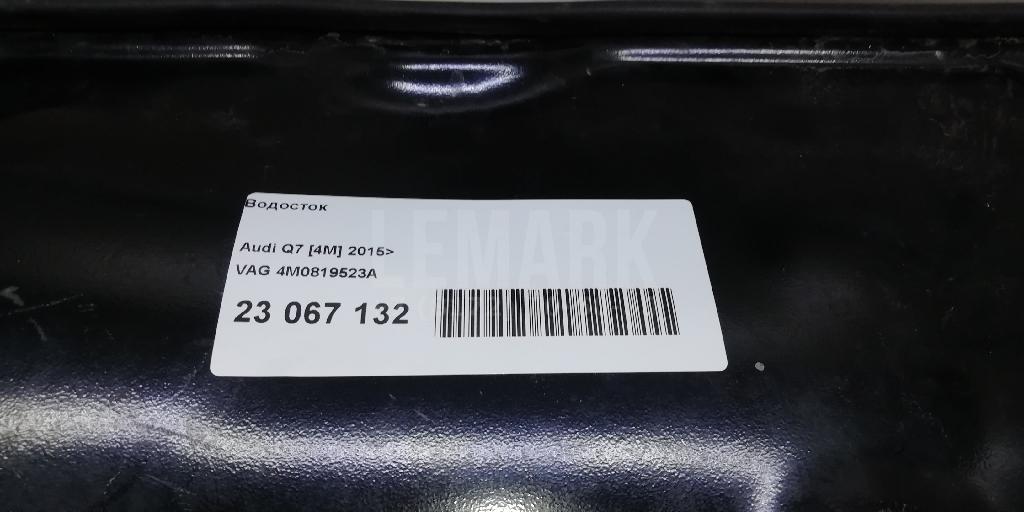 Водосток
LEMARK
Audi Q7 [4M] 2015>
VAG 4M0819523A
23 067 132